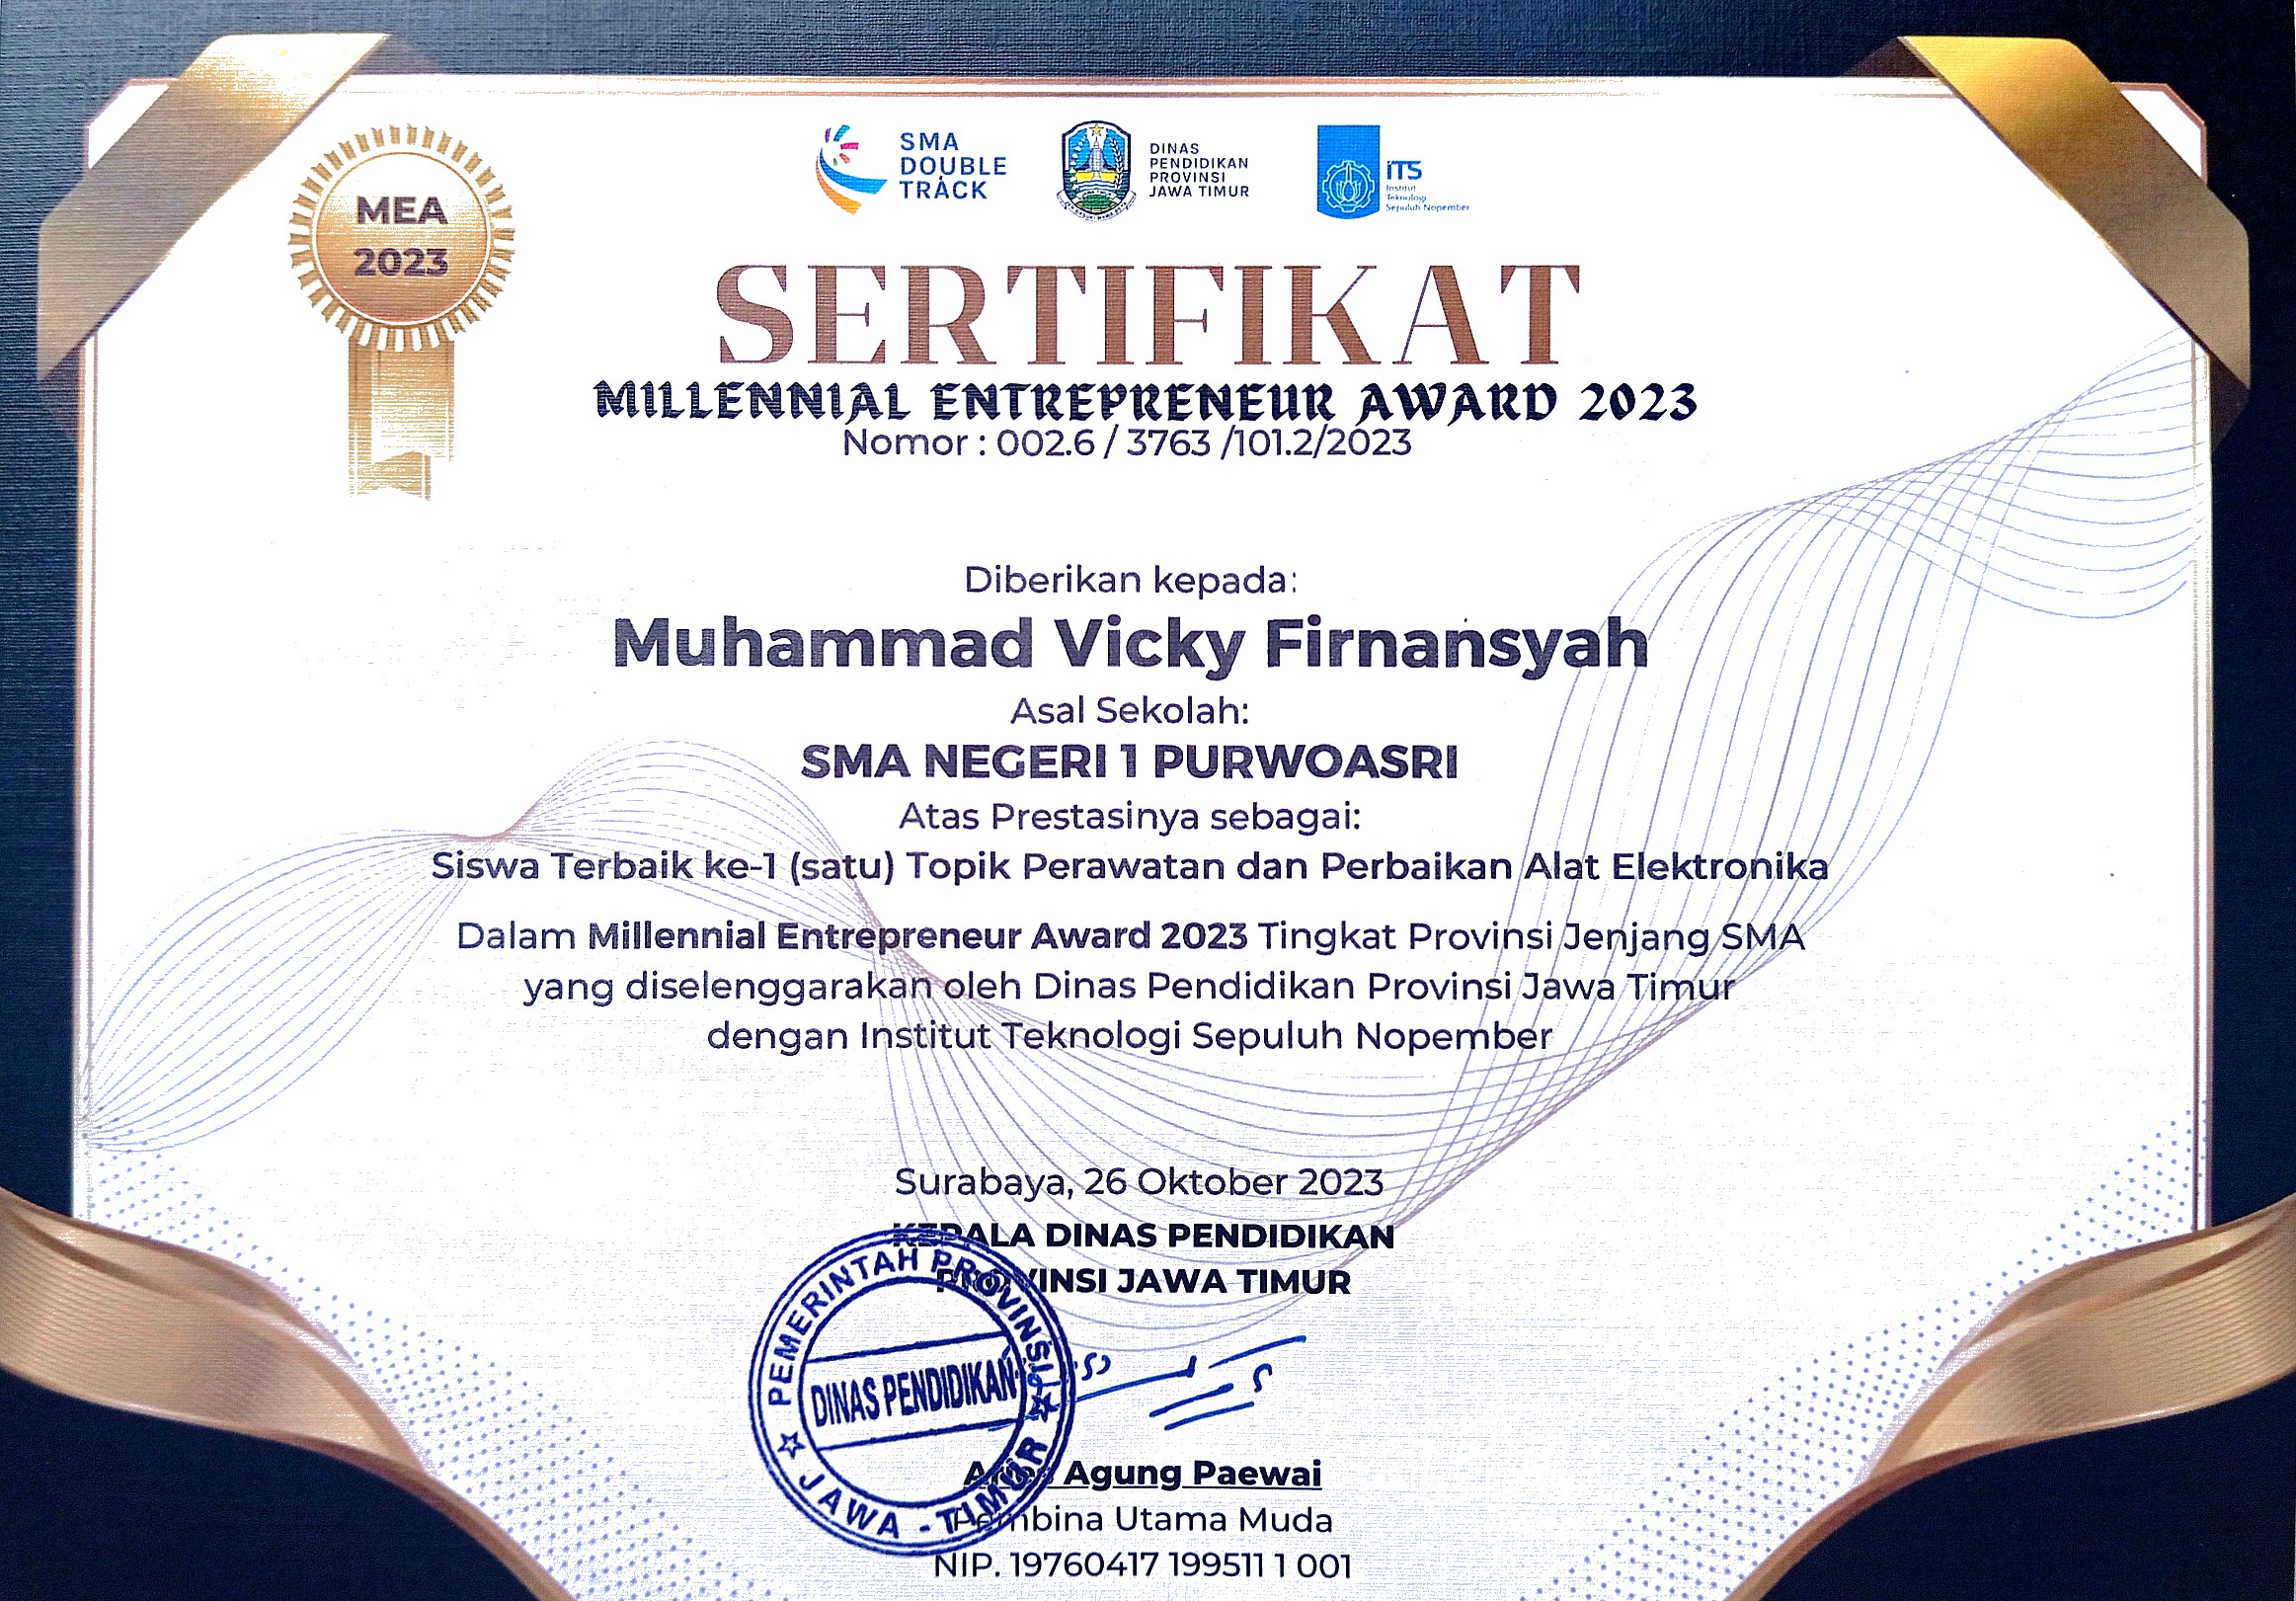 MEA
2023
SMA
DOUBLE
TRACK
DINAS
PENDIDIKAN
PROVINSI
JAWA TIMUR
iTS
Institut
Teknologi
Sepuluh Nopember
SERTIFIKAT
MILLENNIAL ENTREPRENEUR AWARD 2023
Nomor : 002.6 / 3763 /101.2/2023
Diberikan kepada:
Muhammad Vicky Firnansyah
Asal Sekolah:
SMA NEGERI 1 PURWOASRI
Atas Prestasinya sebagai:
Siswa Terbaik ke-1 (satu) Topik Perawatan dan Perbaikan Alat Elektronika
Dalam Millennial Entrepreneur Award 2023 Tingkat Provinsi Jenjang SMA
yang diselenggarakan oleh Dinas Pendidikan Provinsi Jawa Timur
dengan Institut Teknologi Sepuluh Nopember
Surabaya, 26 Oktober 2023
KEPALA DINAS PENDIDIKAN
PROVINSI JAWA TIMUR
PEMERINTAH PROVINSI
DINAS PENDIDIKAN
JAWA - TIMUR
Agung Paewai
Pembina Utama Muda
NIP. 19760417 199511 1 001